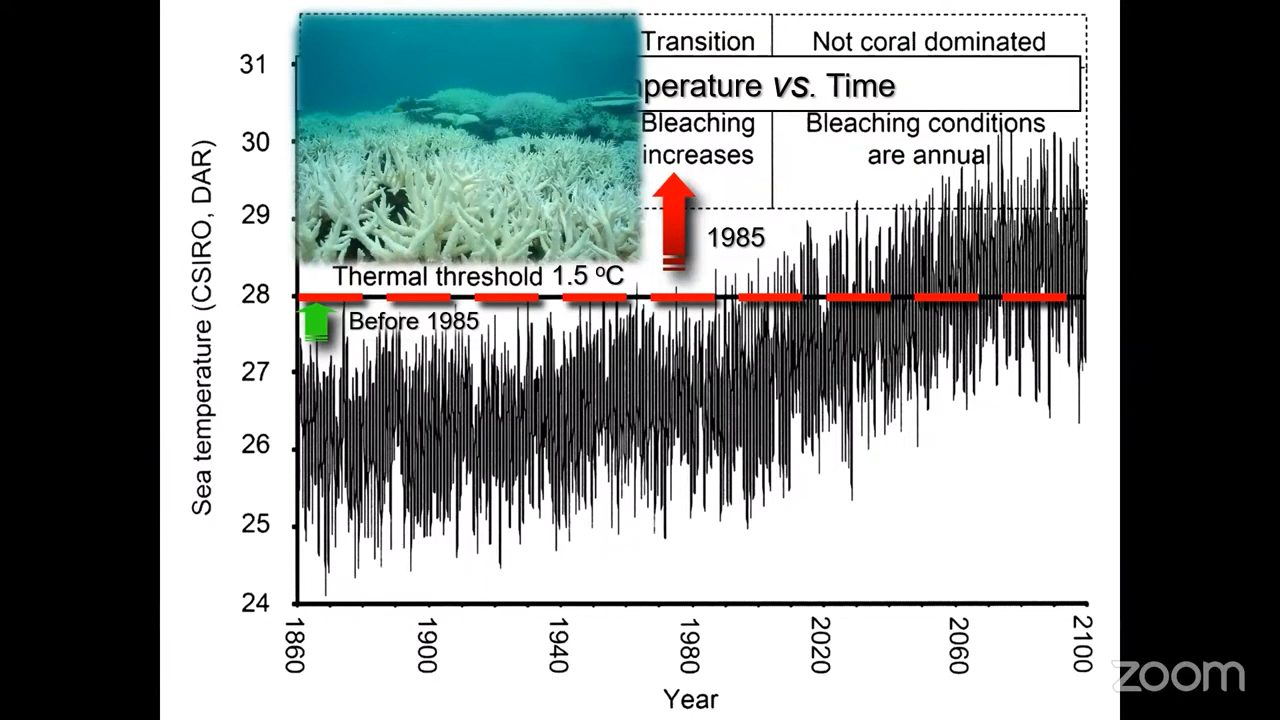 Transition
Not coral dominated
perature vs. Time
Bleaching
increases
Bleaching conditions
are annual
1985
Thermal threshold 1.5 ºC
Before 1985
Sea temperature (CSIRO, DAR)
31
30
29
28
27
26
25
24
1860
1900
1940
1980
2020
2060
2100
Year
zoom